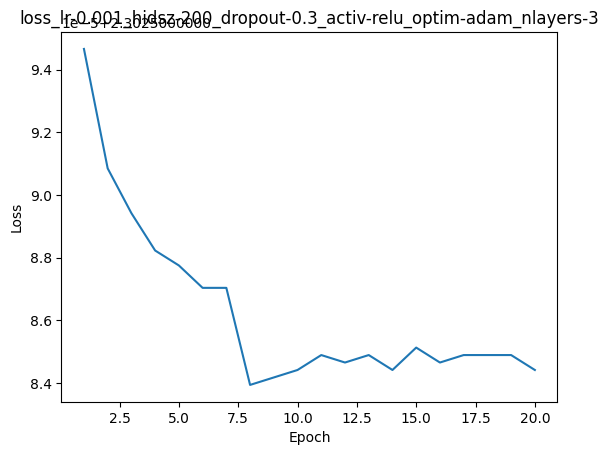 loss_lr-0.001_hidsz-200_dropout-0.3_activ-relu_optim-adam_nlayers-3
1e−5+2.3025000000
9.4
9.2
9.0
8.8
8.6
8.4
Loss
2.5 5.0 7.5 10.0 12.5 15.0 17.5 20.0
Epoch